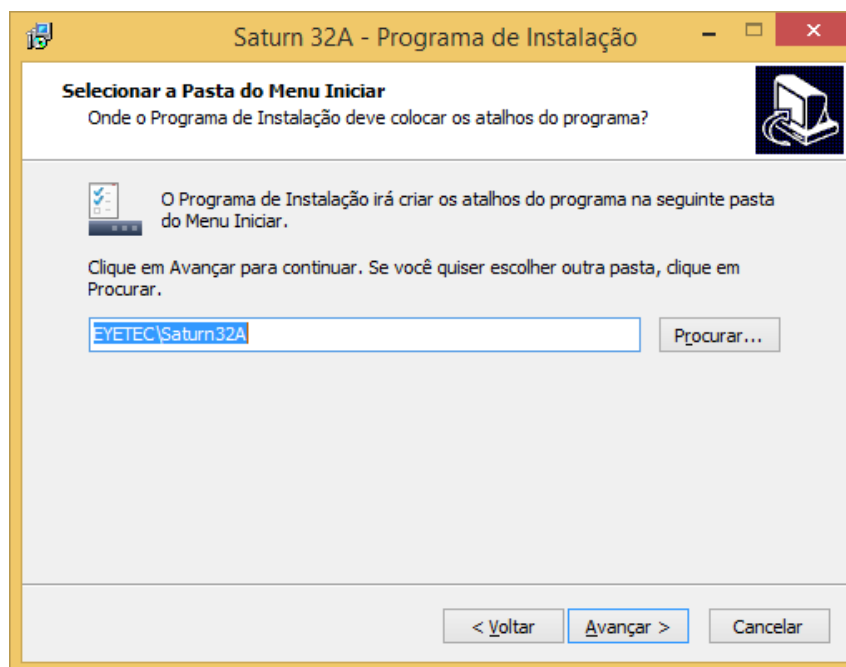 Saturn 32A - Programa de Instalação
Selecionar a Pasta do Menu Iniciar
Onde o Programa de Instalação deve colocar os atalhos do programa?
O Programa de Instalação irá criar os atalhos do programa na seguinte pasta
do Menu Iniciar.
Clique em Avançar para continuar. Se você quiser escolher outra pasta, clique em
Procurar.
EYETEC\Saturn32A
Procurar...
< Voltar
Avançar >
Cancelar